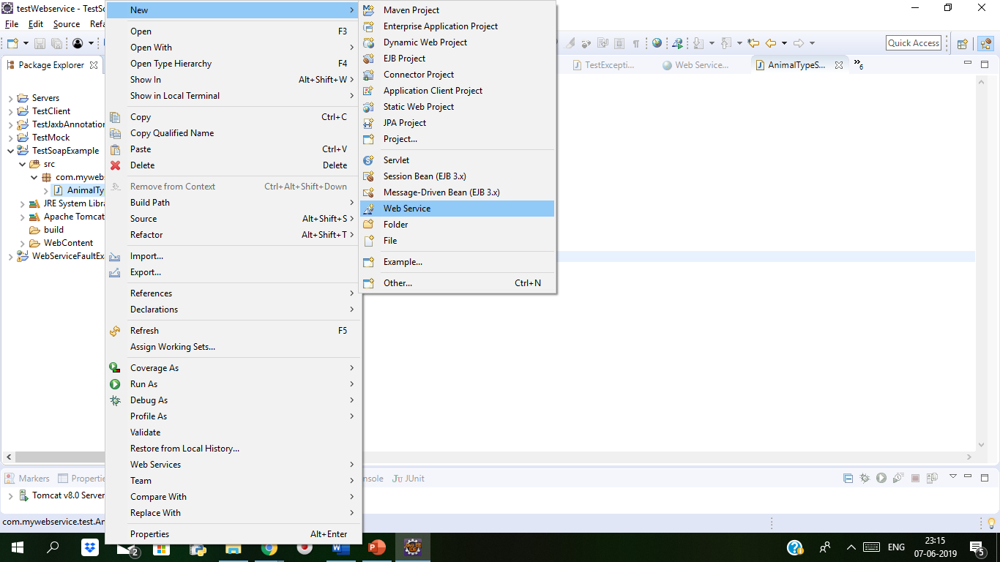 testWebservice - TestSo
File Edit Source Refa
Quick Access
Package Explorer
Servers
TestClient
TestJaxbAnnotation
TestMock
TestSoapExample
src
com.mywebs
AnimalTy
JRE System Libra
Apache Tomcat
build
WebContent
WebServiceFaultEx
New
Open F3
Open With
Open Type Hierarchy F4
Show In Alt+Shift+W
Show in Local Terminal
Copy Ctrl+C
Copy Qualified Name
Paste Ctrl+V
Delete Delete
Remove from Context Ctrl+Alt+Shift+Down
Build Path
Source Alt+Shift+S
Refactor Alt+Shift+T
Import...
Export...
References
Declarations
Refresh F5
Assign Working Sets...
Coverage As
Run As
Debug As
Profile As
Validate
Restore from Local History...
Web Services
Team
Compare With
Replace With
Properties Alt+Enter
Maven Project
Enterprise Application Project
Dynamic Web Project
EJB Project
Connector Project
Application Client Project
Static Web Project
JPA Project
Project...
Servlet
Session Bean (EJB 3.x)
Message-Driven Bean (EJB 3.x)
Web Service
Folder
File
Example...
Other... Ctrl+N
TestExcepti... Web Service... AnimalTypeS... 6
Markers Propertie nsole JUnit
Tomcat v8.0 Server
com.mywebservice.test.An
2
ENG
23:15
07-06-2019
5